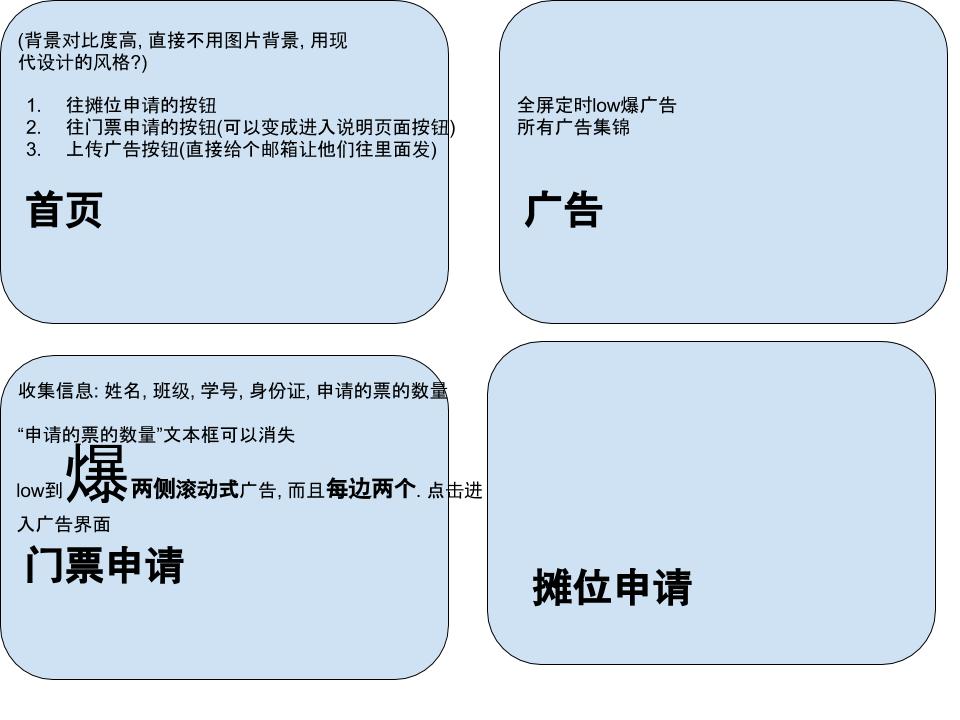 (背景对比度高, 直接不用图片背景, 用现
代设计的风格?)
1. 往摊位申请的按钮
2. 往门票申请的按钮(可以变成进入说明页面按钮)
3. 上传广告按钮(直接给个邮箱让他们往里面发)
首页
全屏定时low爆广告
所有广告集锦
广告
收集信息: 姓名, 班级, 学号, 身份证, 申请的票的数量
“申请的票的数量”文本框可以消失
low到爆两侧滚动式广告, 而且每边两个. 点击进
入广告界面
门票申请
摊位申请